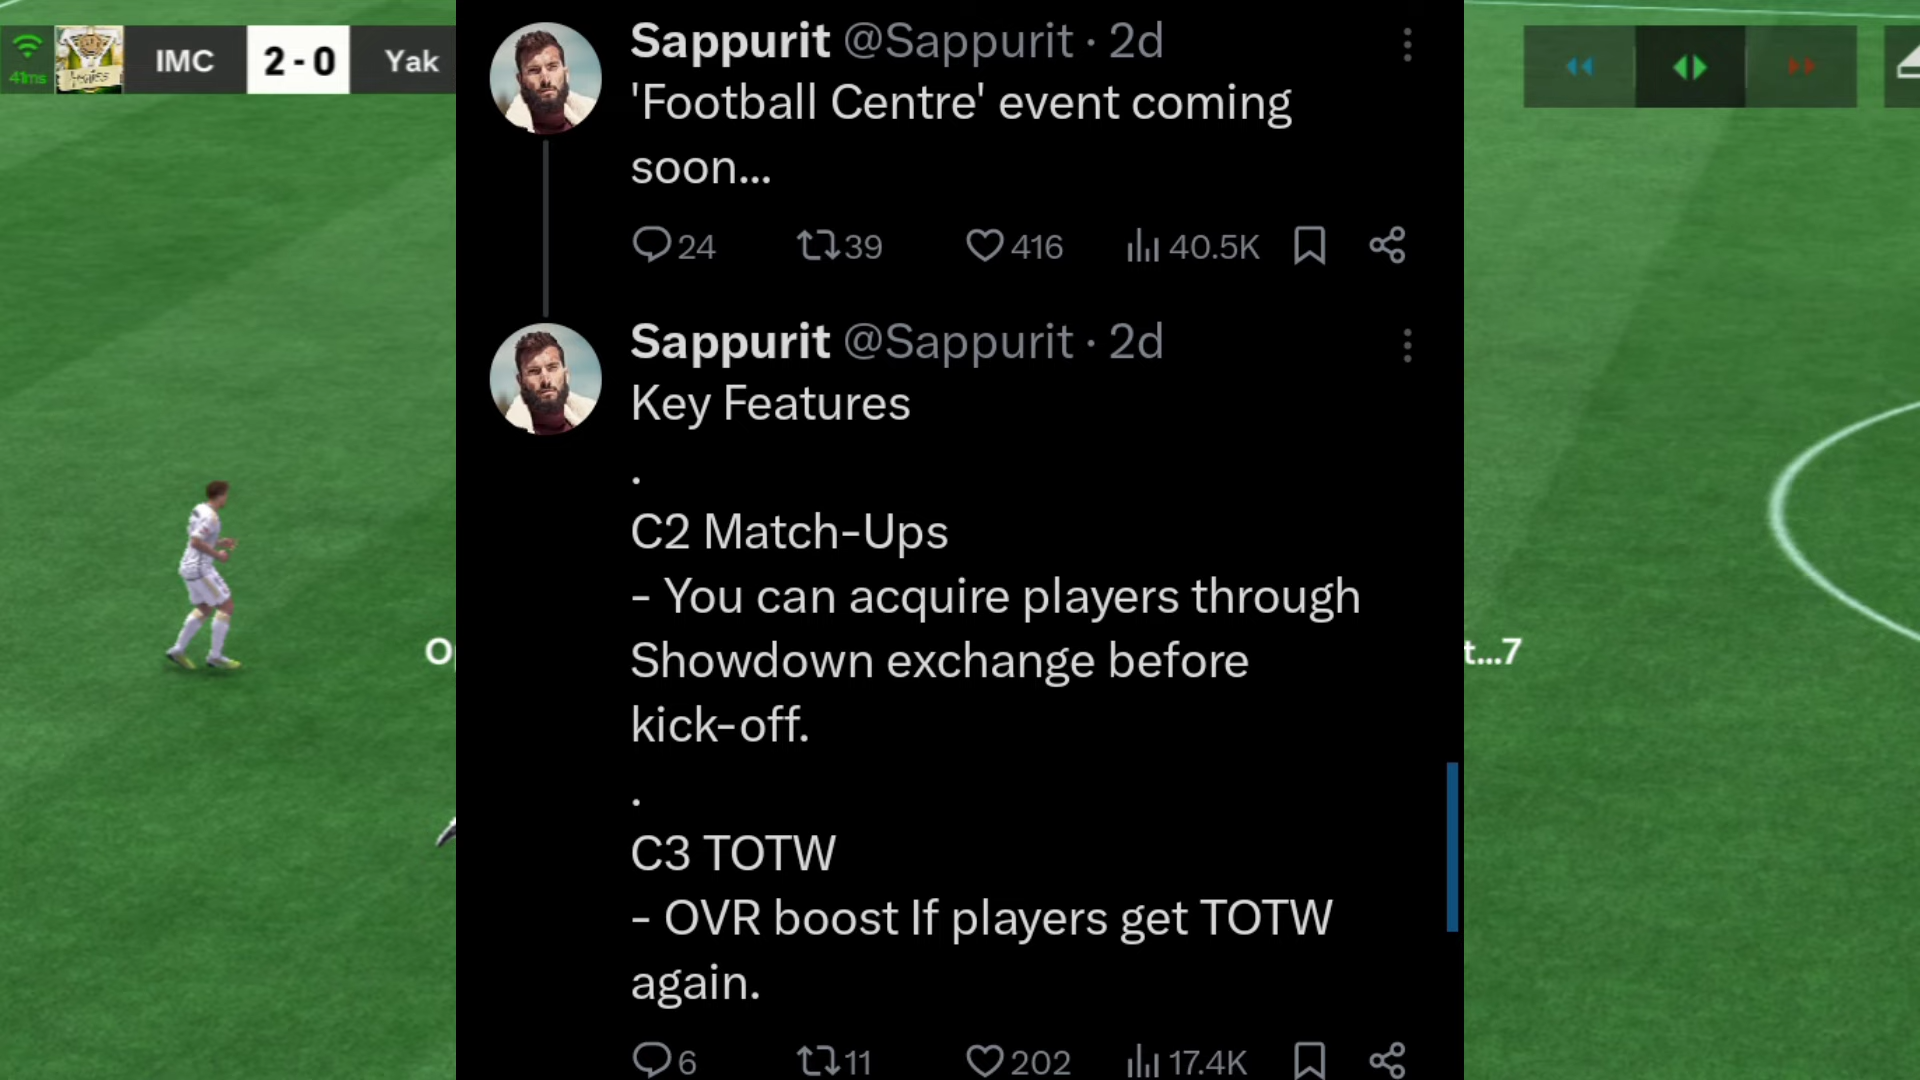 41ms
IMC 2-0 Yak
Sappurit @Sappurit · 2d
'Football Centre' event coming
soon...
24 39 416 40.5K
Sappurit @Sappurit · 2d
Key Features
.
C2 Match-Ups
- You can acquire players through
Showdown exchange before
kick-off.
.
C3 TOTW
- OVR boost If players get TOTW
again.
6 11 202 17.4K
t...7